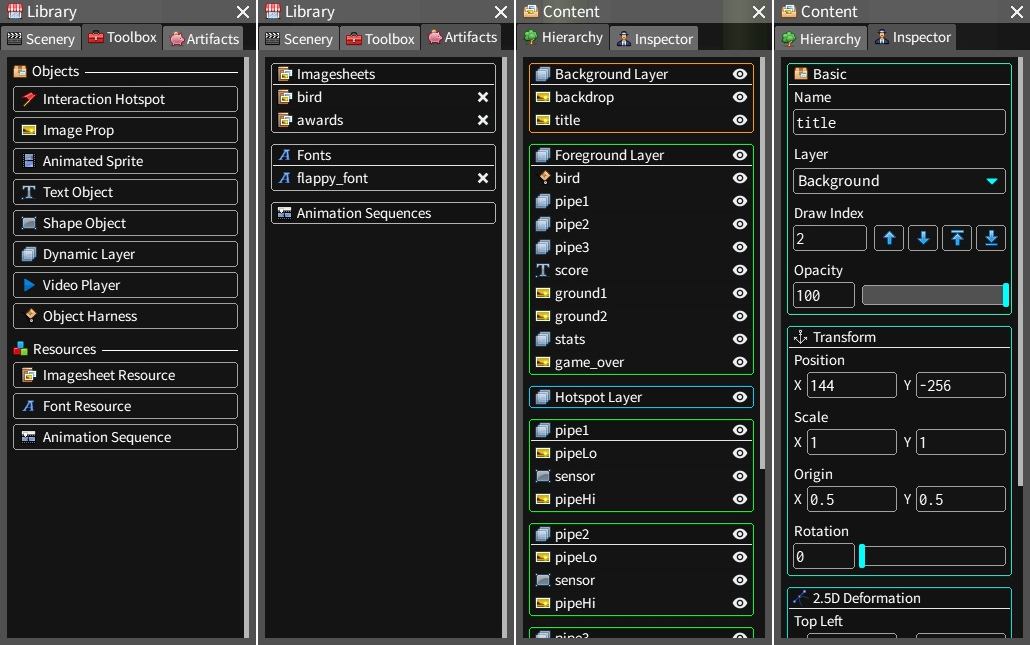 Library
Scenery Toolbox Artifacts
Objects
Interaction Hotspot
Image Prop
Animated Sprite
Text Object
Shape Object
Dynamic Layer
Video Player
Object Harness
Resources
Imagesheet Resource
Font Resource
Animation Sequence
Library
Scenery Toolbox Artifacts
Imagesheets
bird
awards
Fonts
flappy_font
Animation Sequences
Content
Hierarchy Inspector
Background Layer
backdrop
title
Foreground Layer
bird
pipe1
pipe2
pipe3
score
ground1
ground2
stats
game_over
Hotspot Layer
pipe1
pipeLo
sensor
pipeHi
pipe2
pipeLo
sensor
pipeHi
pipe3
Content
Hierarchy Inspector
Basic
Name
title
Layer
Background
Draw Index
2
Opacity
100
Transform
Position
X 144 Y -256
Scale
X 1 Y 1
Origin
X 0.5 Y 0.5
Rotation
0
2.5D Deformation
Top Left